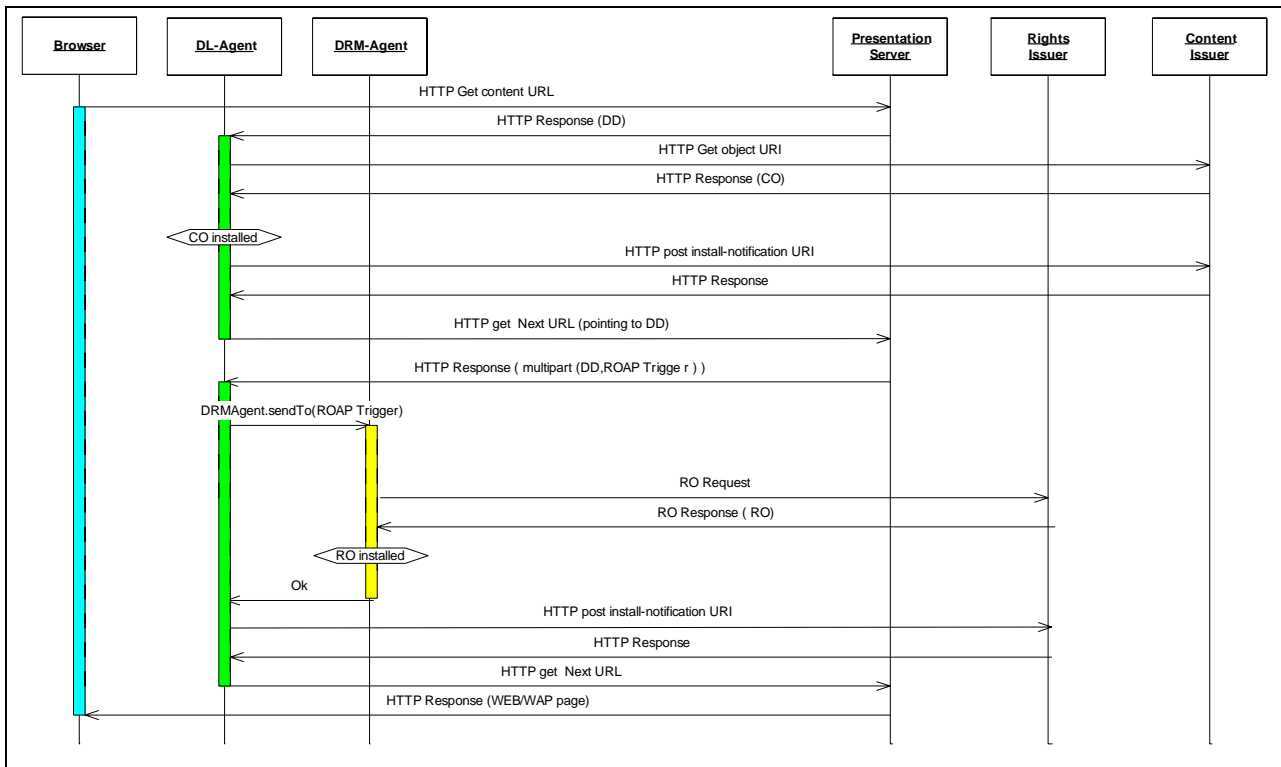 Browser
DL-Agent
DRM-Agent
Presentation
Server
Rights
Issuer
Content
Issuer
HTTP Get content URL
HTTP Response (DD)
HTTP Get object URI
HTTP Response (CO)
CO installed
HTTP post install-notification URI
HTTP Response
HTTP get  Next URL (pointing to DD)
HTTP Response ( multipart (DD,ROAP Trigge r ) )
DRMAgent.sendTo(ROAP Trigger)
RO Request
RO Response ( RO)
RO installed
Ok
HTTP post install-notification URI
HTTP Response
HTTP get  Next URL
HTTP Response (WEB/WAP page)